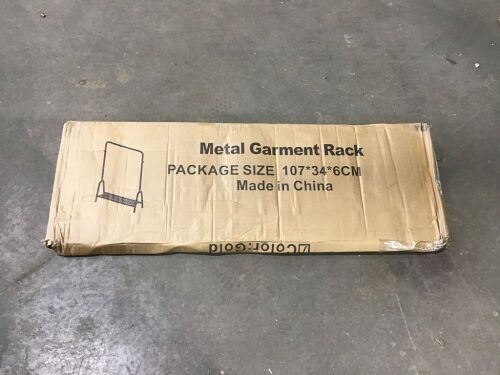 Metal Garment Rack
PACKAGE SIZE 107*34*6CM
Made in China
☑Color:Gold